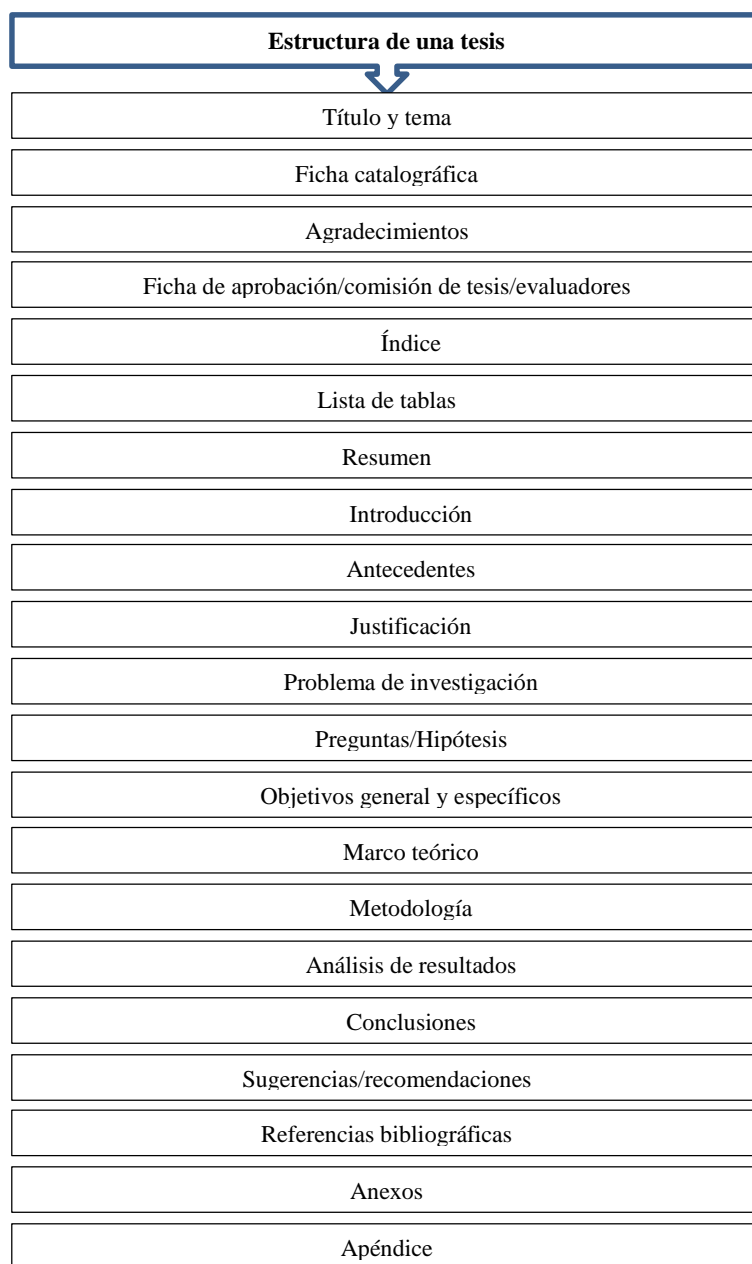 Estructura de una tesis
Título y tema
Ficha catalográfica
Agradecimientos
Ficha de aprobación/comisión de tesis/evaluadores
Índice
Lista de tablas
Resumen
Introducción
Antecedentes
Justificación
Problema de investigación
Preguntas/Hipótesis
Objetivos general y específicos
Marco teórico
Metodología
Análisis de resultados
Conclusiones
Sugerencias/recomendaciones
Referencias bibliográficas
Anexos
Apéndice